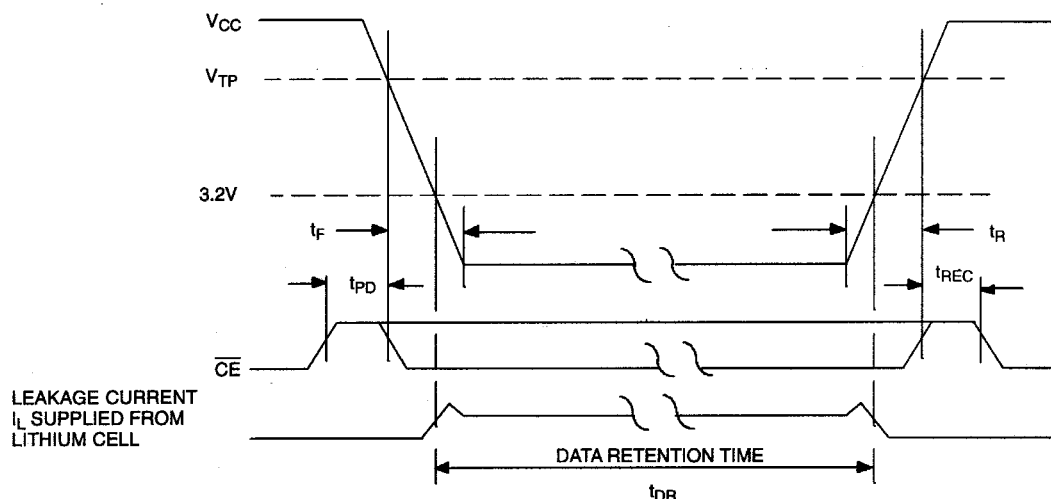 VCC
VTP
3.2V
tF
tR
tPD
tREC
CE
LEAKAGE CURRENT
IL SUPPLIED FROM
LITHIUM CELL
DATA RETENTION TIME
tDR